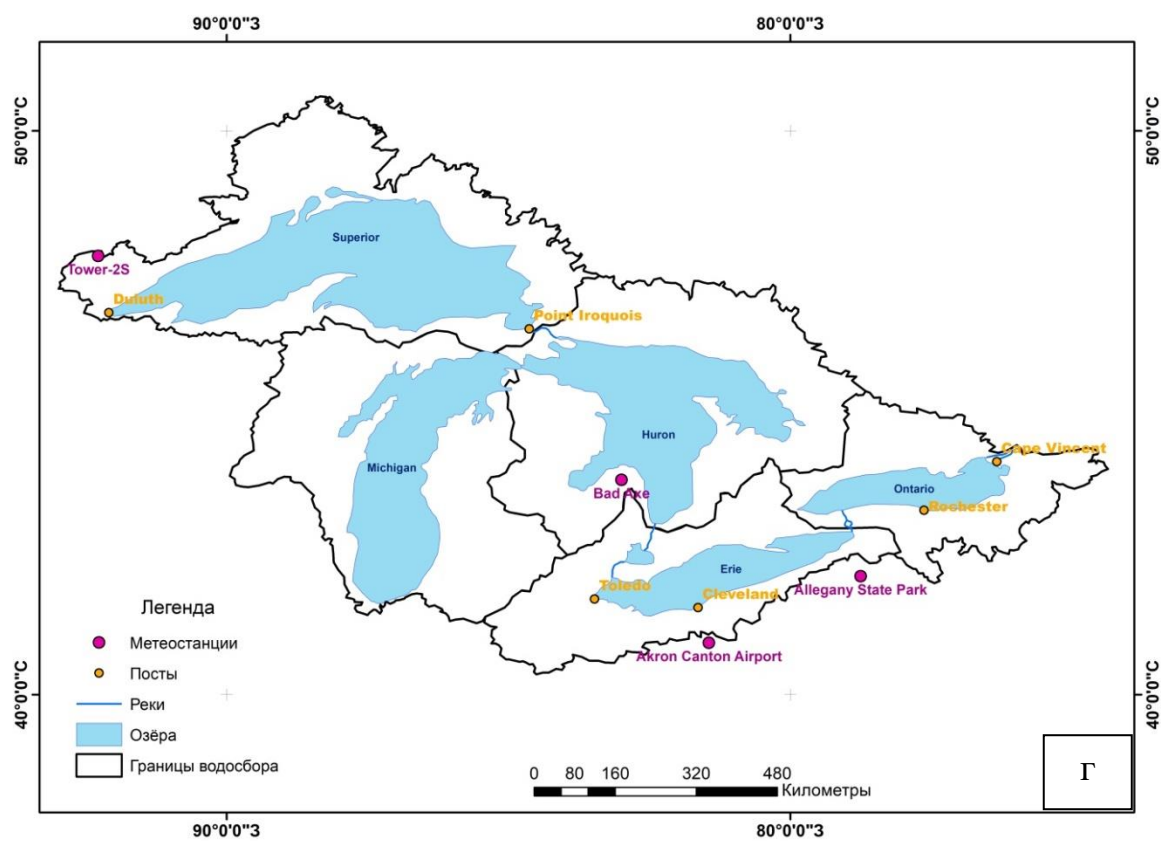 90°0'0"З 80°0'0"З
50°0'0"С 50°0'0"С
Superior
Tower-2S
Duluth
Point Iroquois
Huron
Michigan
Cape Vincent
Ontario
Bad Axe
Rochester
Erie
Toledo
Cleveland
Allegany State Park
Akron Canton Airport
Легенда
Метеостанции
Посты
Реки
Озёра
Границы водосбора
40°0'0"С 40°0'0"С
0 80 160 320 480
Километры
Г
90°0'0"З 80°0'0"З